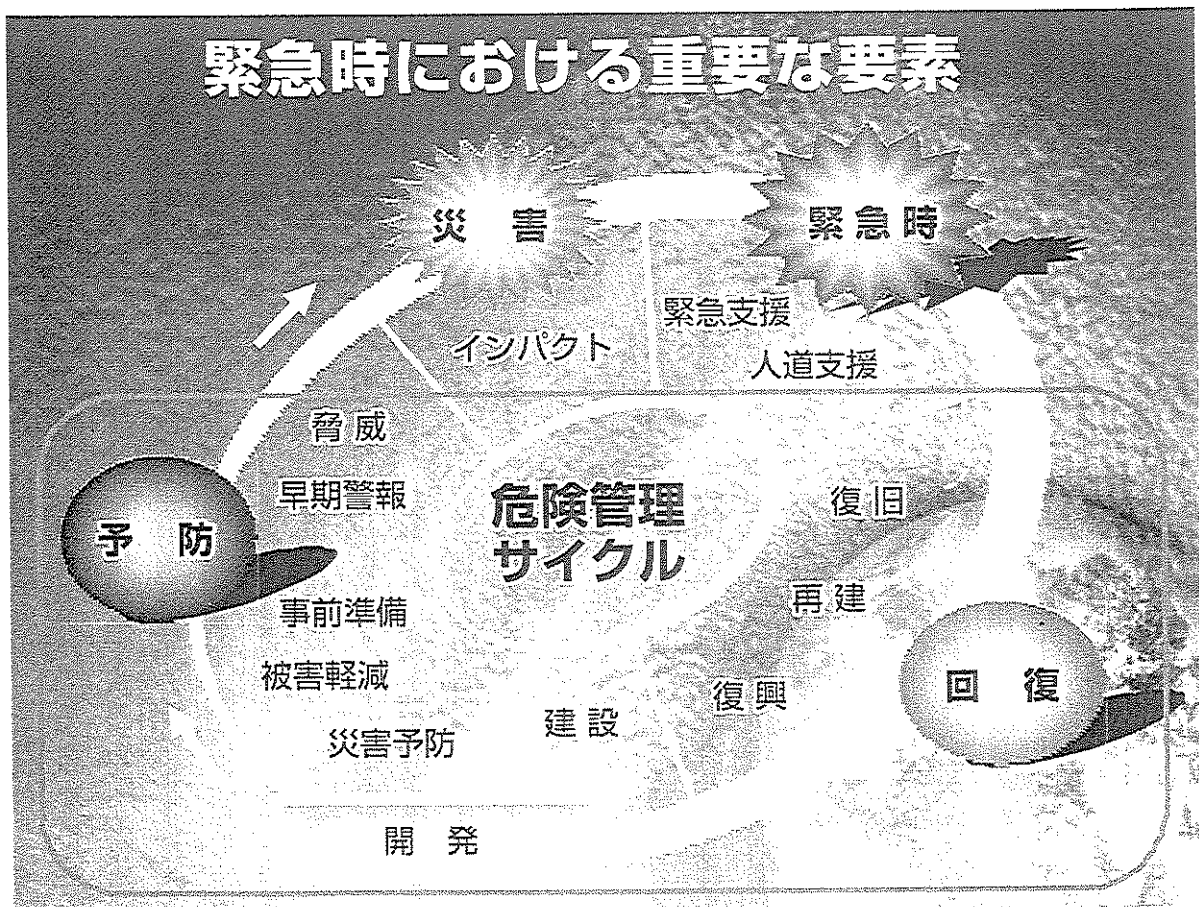 緊急時における重要な要素
災 害
緊急時
緊急支援
インパクト
人道支援
脅威
早期警報
予 防
危険管理
サイクル
復旧
事前準備
再建
被害軽減
回 復
復興
建設
災害予防
開 発